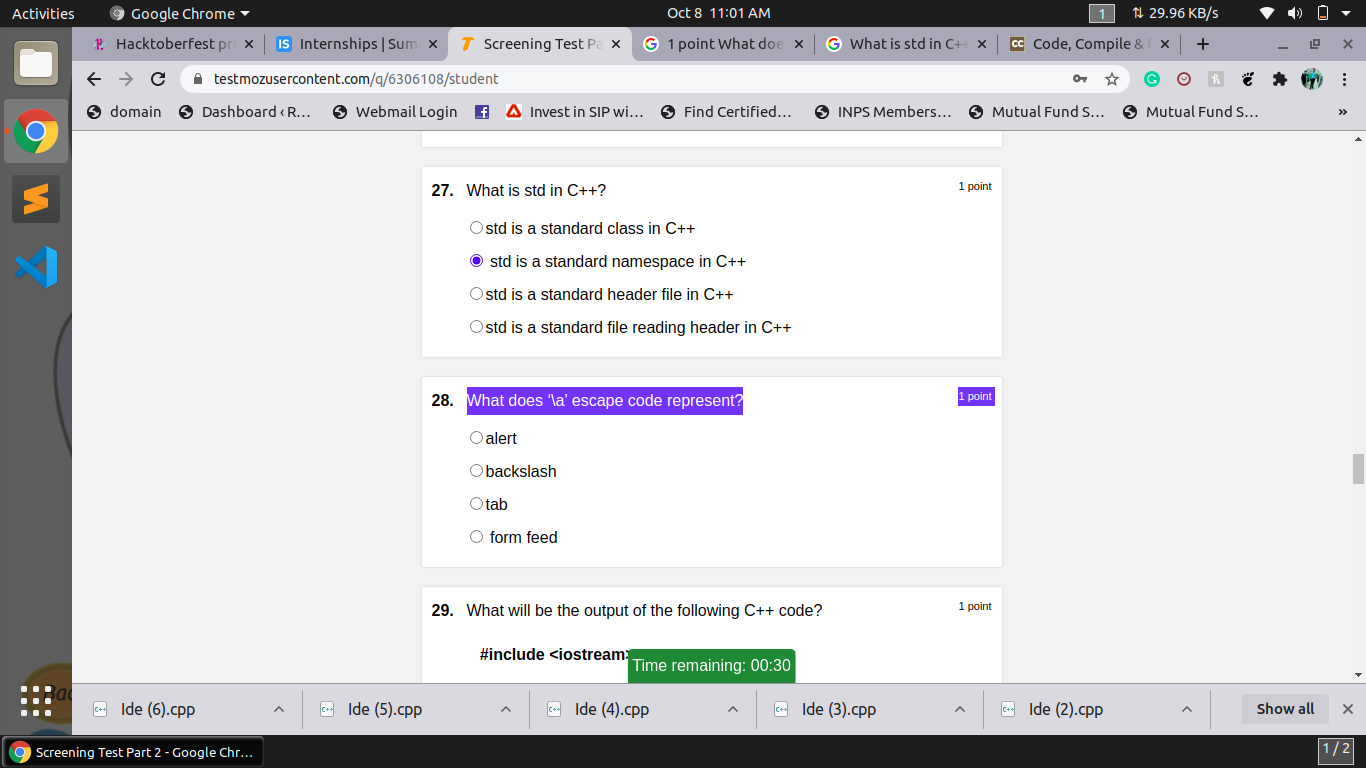 Activities
Google Chrome
Oct 8 11:01 AM
1
29.96 KB/s
Hacktoberfest pr
Internships | Sum
Screening Test Pa
1 point What doe
What is std in C++
Code, Compile &
testmozusercontent.com/q/6306108/student
domain
Dashboard ‹ R...
Webmail Login
Invest in SIP wi...
Find Certified...
INPS Members...
Mutual Fund S...
Mutual Fund S...
»
27. What is std in C++? 1 point
std is a standard class in C++
std is a standard namespace in C++
std is a standard header file in C++
std is a standard file reading header in C++
28. What does ‘\a’ escape code represent? 1 point
alert
backslash
tab
form feed
29. What will be the output of the following C++ code? 1 point
#include <iostream>
Time remaining: 00:30
Ide (6).cpp
Ide (5).cpp
Ide (4).cpp
Ide (3).cpp
Ide (2).cpp
Show all
Screening Test Part 2 - Google Chr...
1 / 2